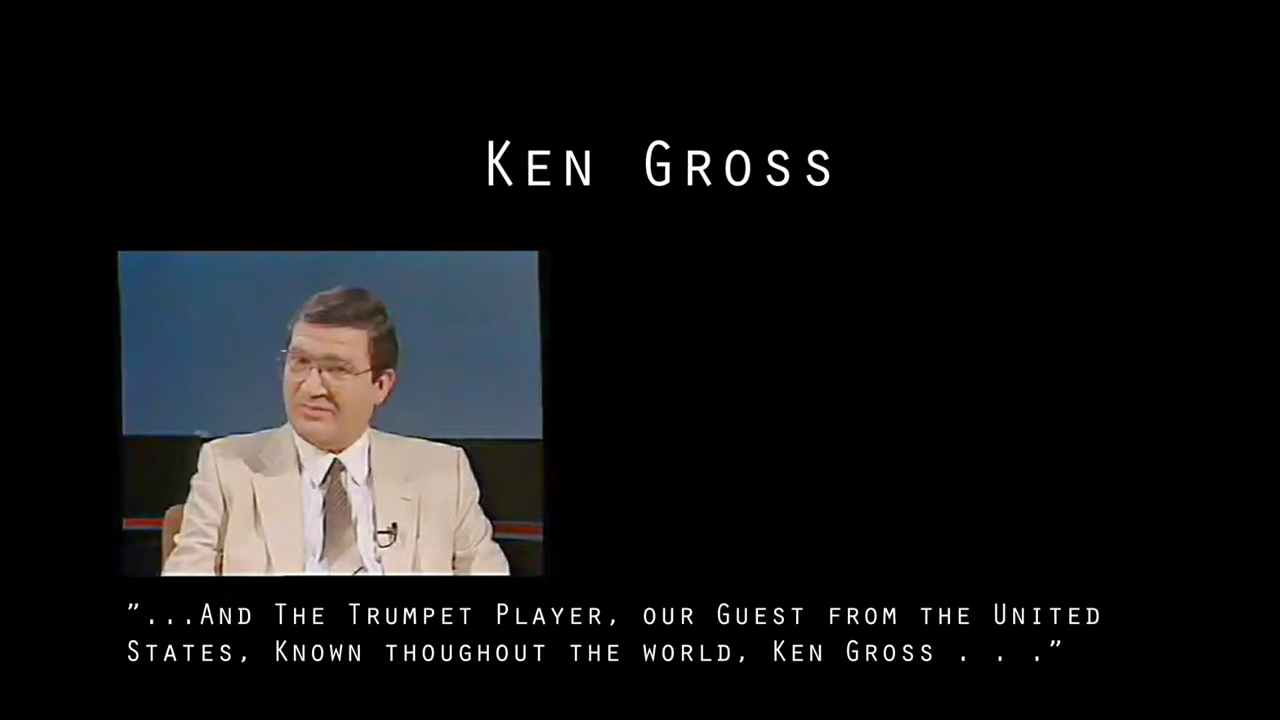 Ken Gross
”...And The Trumpet Player, our Guest from the United
States, Known thoughout the world, Ken Gross . . .”